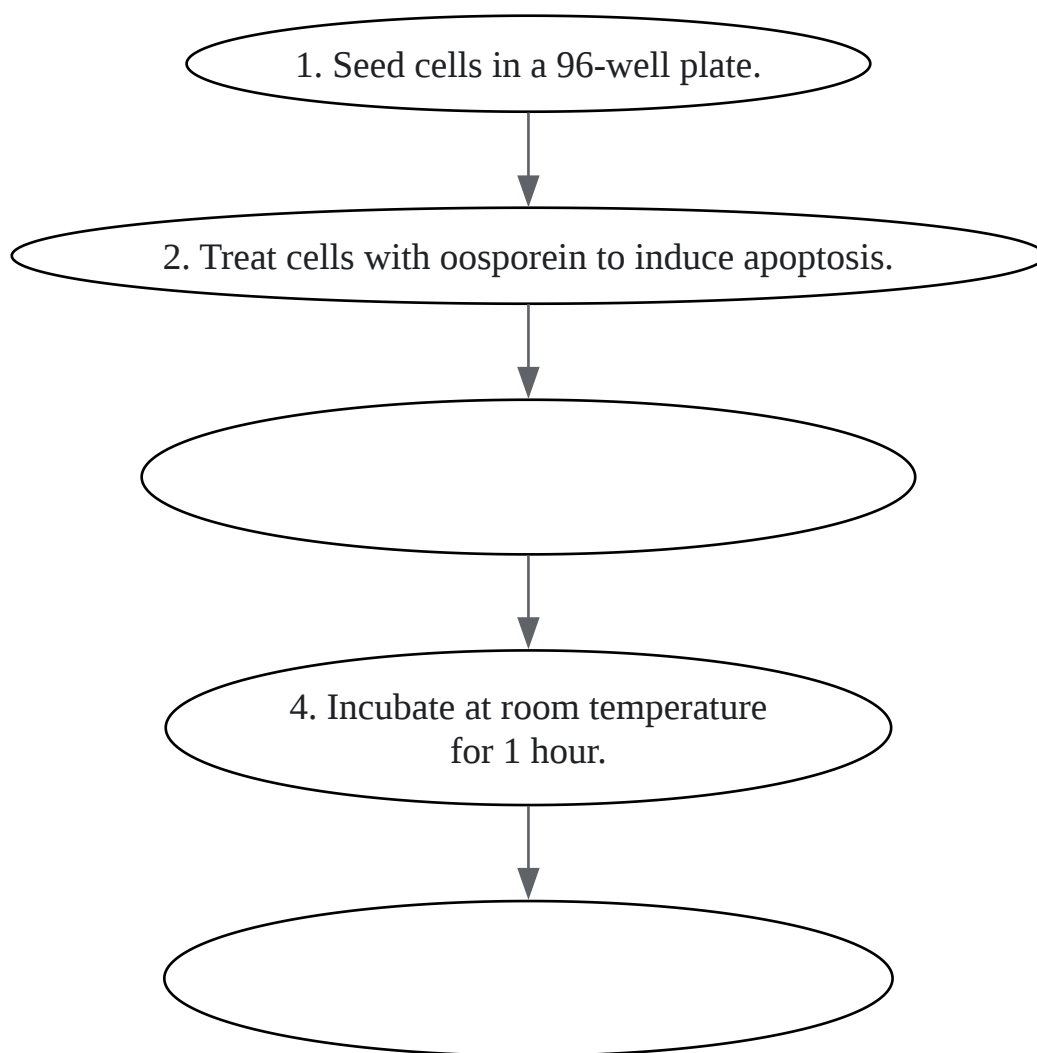 1. Seed cells in a 96-well plate.
2. Treat cells with oosporein to induce apoptosis.
4. Incubate at room temperature
for 1 hour.